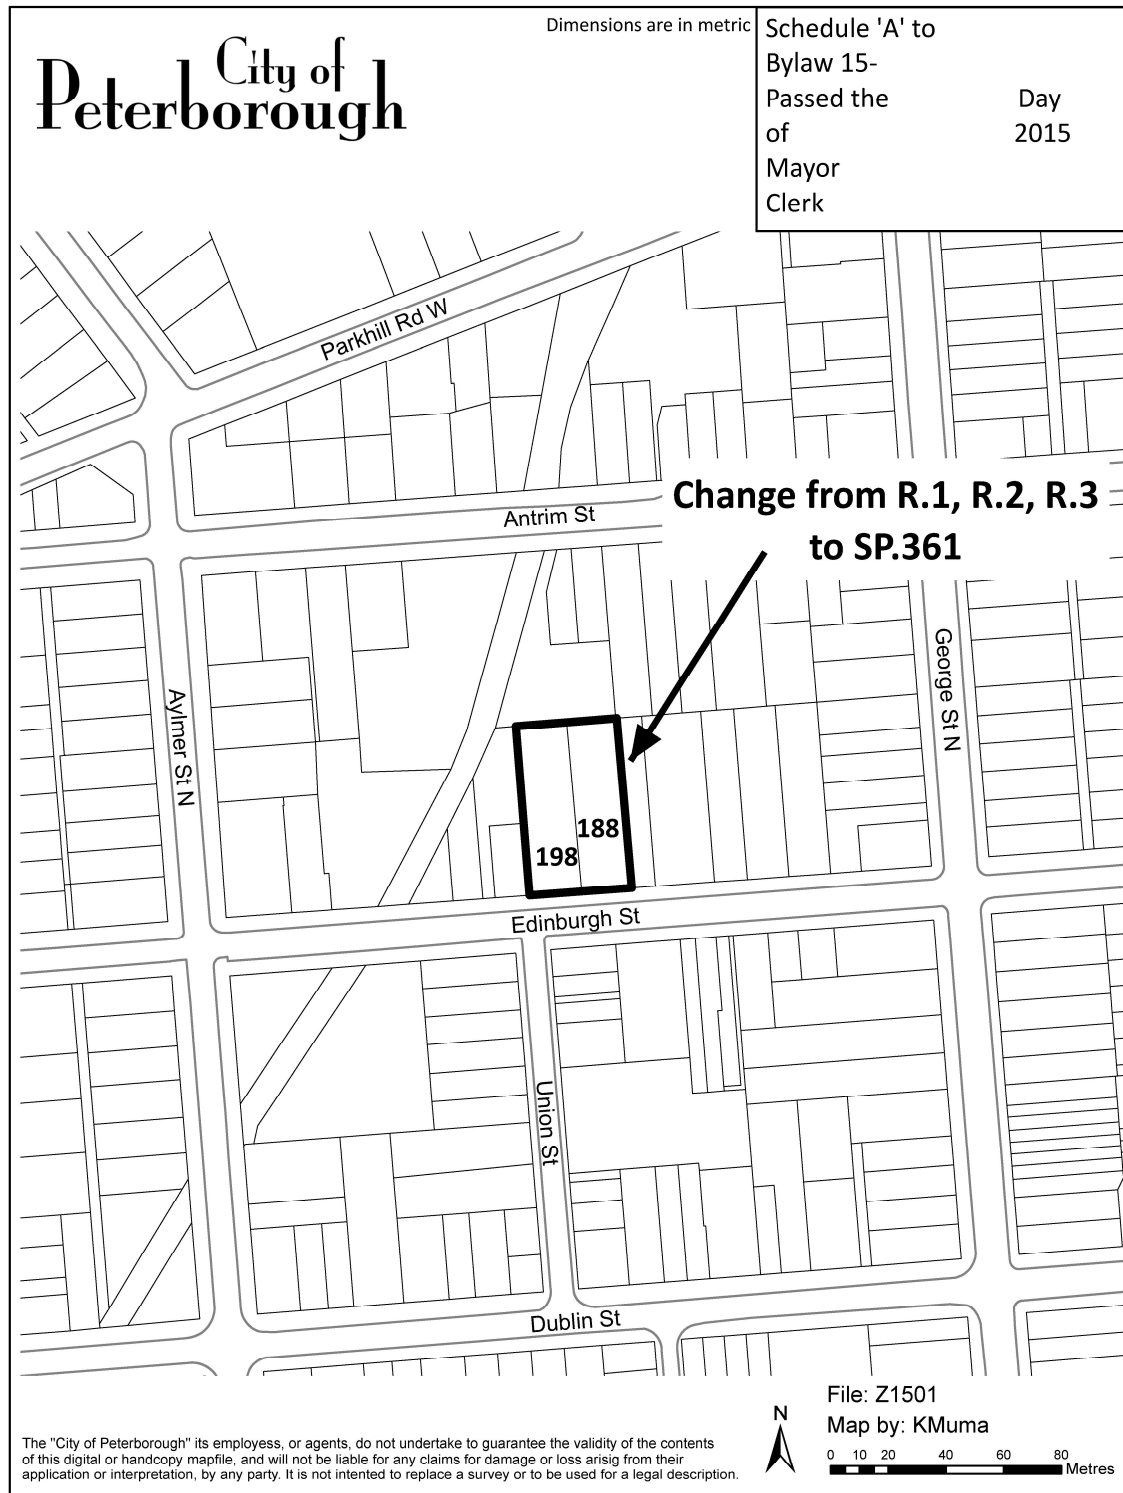 City of
Peterborough
Dimensions are in metric
Schedule 'A' to
Bylaw 15-
Passed the Day
of 2015
Mayor
Clerk
Parkhill Rd W
Antrim St
Change from R.1, R.2, R.3
to SP.361
George St N
Aylmer St N
188
198
Edinburgh St
Union St
Dublin St
File: Z1501
Map by: KMuma
N
0 10 20 40 60 80
Metres
The "City of Peterborough" its employess, or agents, do not undertake to guarantee the validity of the contents
of this digital or handcopy mapfile, and will not be liable for any claims for damage or loss arisig from their
application or interpretation, by any party. It is not intended to replace a survey or to be used for a legal description.